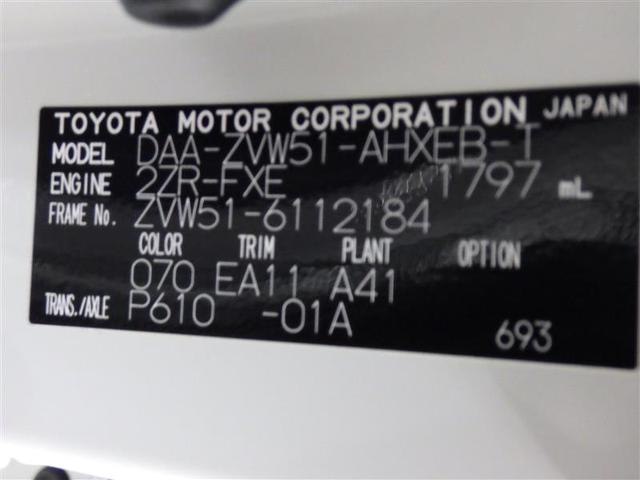 TOYOTA MOTOR CORPORATION JAPAN
MODEL DAA-ZVW51-AHXEB-T
ENGINE 2ZR-FXE 1797 mL
FRAME No. ZVW51-6112184
COLOR TRIM PLANT OPTION
070 EA11 A41
TRANS./AXLE P610 -01A
693